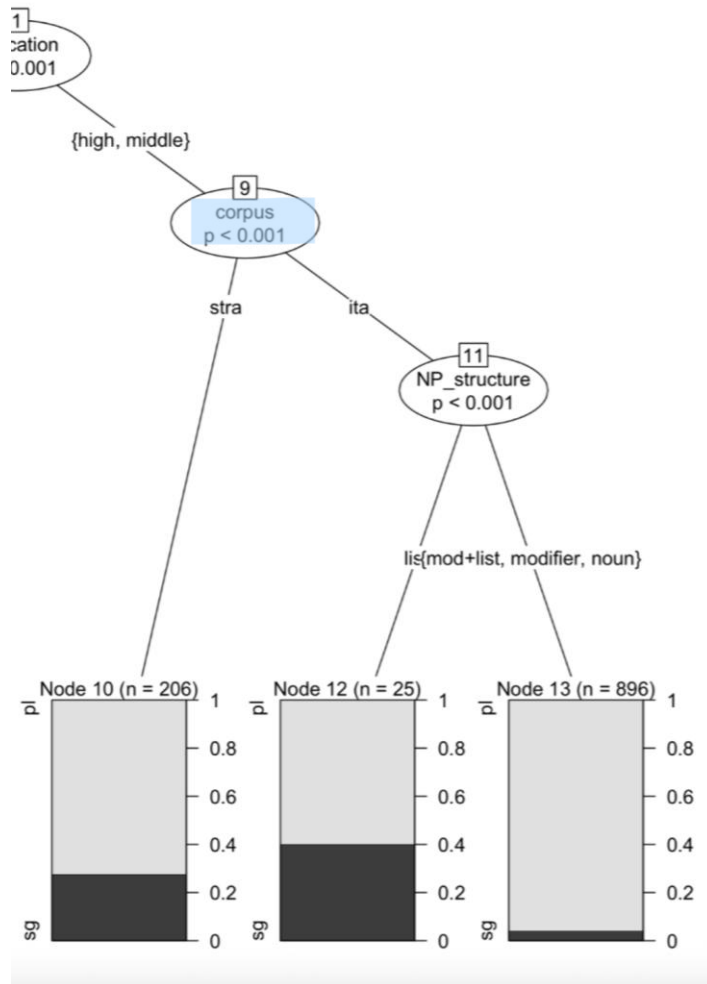 1
cation
0.001
{high, middle}
9
corpus
p < 0.001
stra
ita
11
NP_structure
p < 0.001
lis{mod+list, modifier, noun}
Node 10 (n = 206)
Node 12 (n = 25)
Node 13 (n = 896)
pl
sg
1
0.8
0.6
0.4
0.2
0
pl
sg
1
0.8
0.6
0.4
0.2
0
pl
sg
1
0.8
0.6
0.4
0.2
0